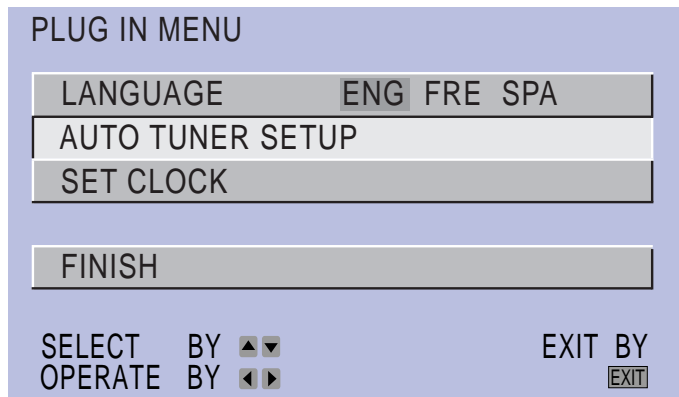 PLUG IN MENU
LANGUAGE ENG FRE SPA
AUTO TUNER SETUP
SET CLOCK
FINISH
SELECT BY ▲▼ EXIT BY
OPERATE BY ◀▶ EXIT